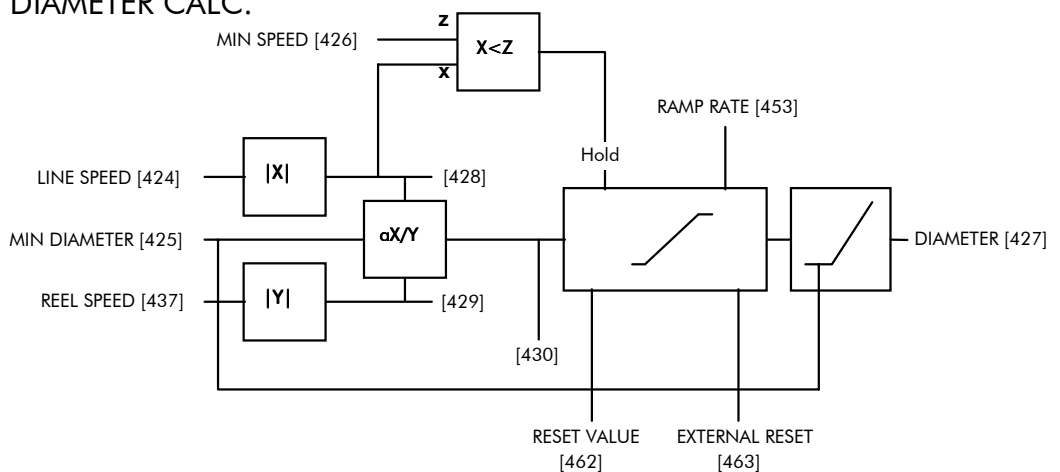 DIAMETER CALC.
MIN SPEED [426]
Z
X
X<Z
RAMP RATE [453]
Hold
LINE SPEED [424]
|X|
[428]
MIN DIAMETER [425]
aX/Y
DIAMETER [427]
REEL SPEED [437]
|Y|
[429]
[430]
RESET VALUE
[462]
EXTERNAL RESET
[463]